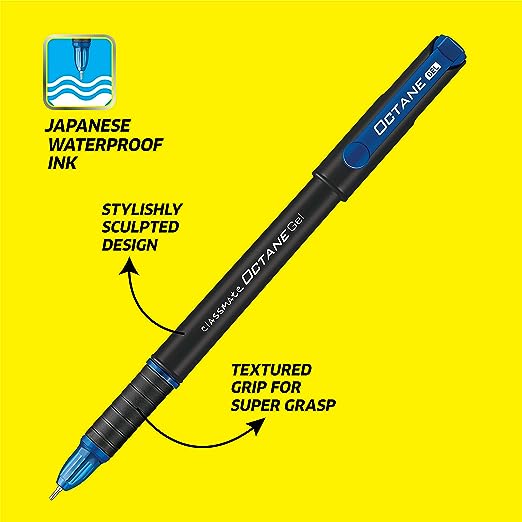 JAPANESE
WATERPROOF
INK
STYLISHLY
SCULPTED
DESIGN
OCTANE GEL
classmate OCTANE Gel
TEXTURED
GRIP FOR
SUPER GRASP